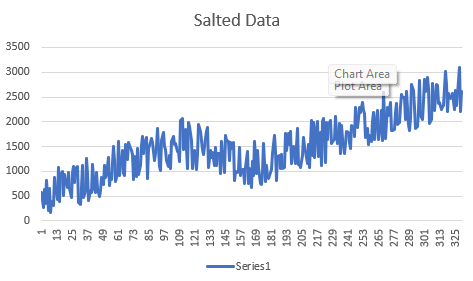 Salted Data
3500
3000
2500
2000
1500
1000
500
0
Chart Area
Plot Area
1 13 25 37 49 61 73 85 97 109 121 133 145 157 169 181 193 205 217 229 241 253 265 277 289 301 313 325
Series1